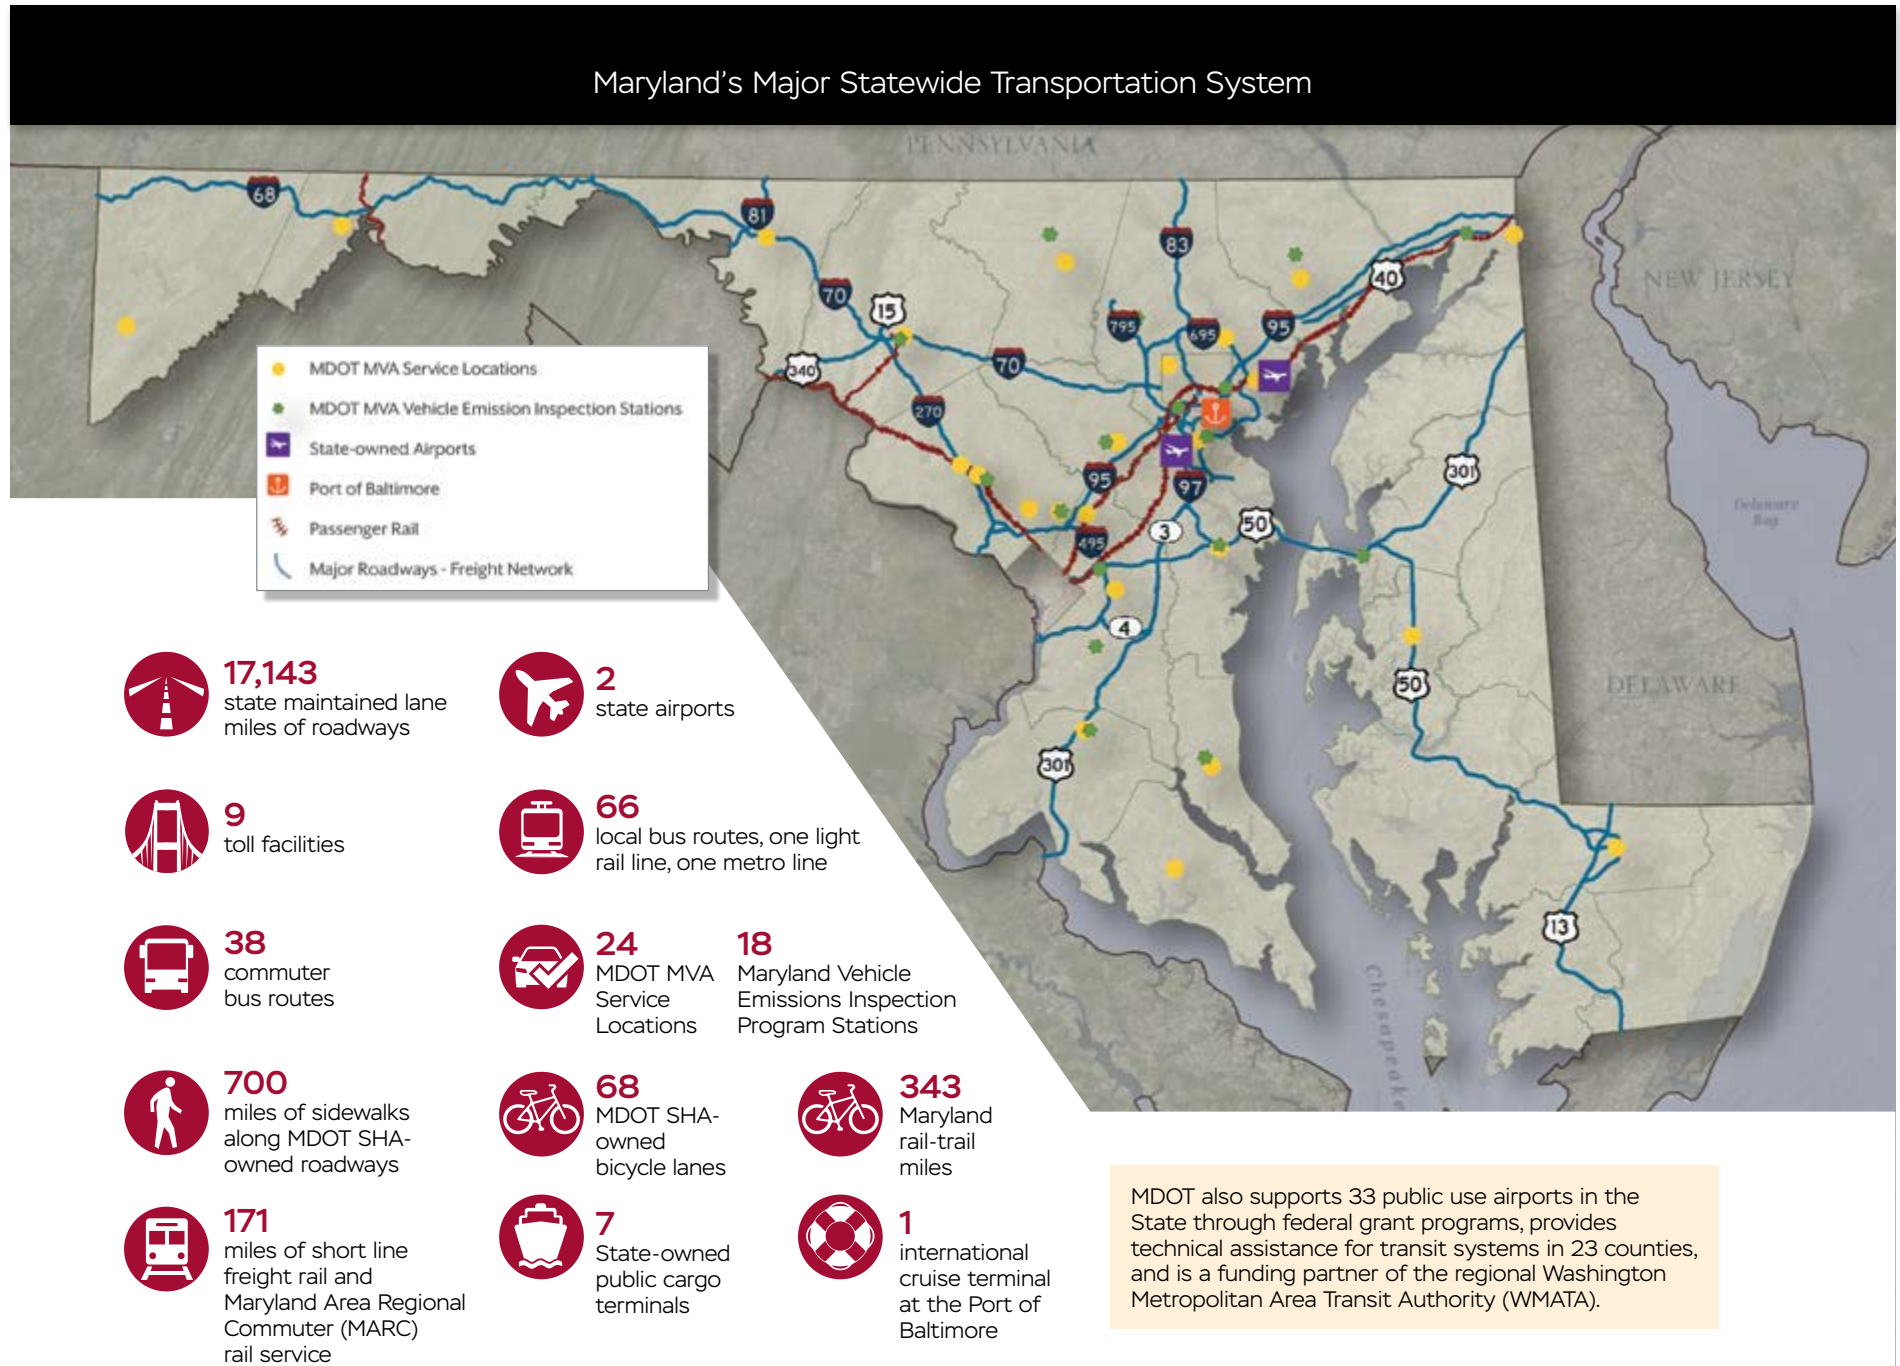 Maryland's Major Statewide Transportation System
PENNSYLVANIA
68
81
83
40
NEW JERSEY
70
15
795
695
95
340
70
270
301
95
97
Delaware
Bay
3
50
495
4
50
DELAWARE
301
13
Chesapeake
MDOT MVA Service Locations
MDOT MVA Vehicle Emission Inspection Stations
State-owned Airports
Port of Baltimore
Passenger Rail
Major Roadways - Freight Network
17,143
state maintained lane
miles of roadways
2
state airports
9
toll facilities
66
local bus routes, one light
rail line, one metro line
38
commuter
bus routes
24
MDOT MVA
Service
Locations
18
Maryland Vehicle
Emissions Inspection
Program Stations
700
miles of sidewalks
along MDOT SHA-
owned roadways
68
MDOT SHA-
owned
bicycle lanes
343
Maryland
rail-trail
miles
171
miles of short line
freight rail and
Maryland Area Regional
Commuter (MARC)
rail service
7
State-owned
public cargo
terminals
1
international
cruise terminal
at the Port of
Baltimore
MDOT also supports 33 public use airports in the
State through federal grant programs, provides
technical assistance for transit systems in 23 counties,
and is a funding partner of the regional Washington
Metropolitan Area Transit Authority (WMATA).